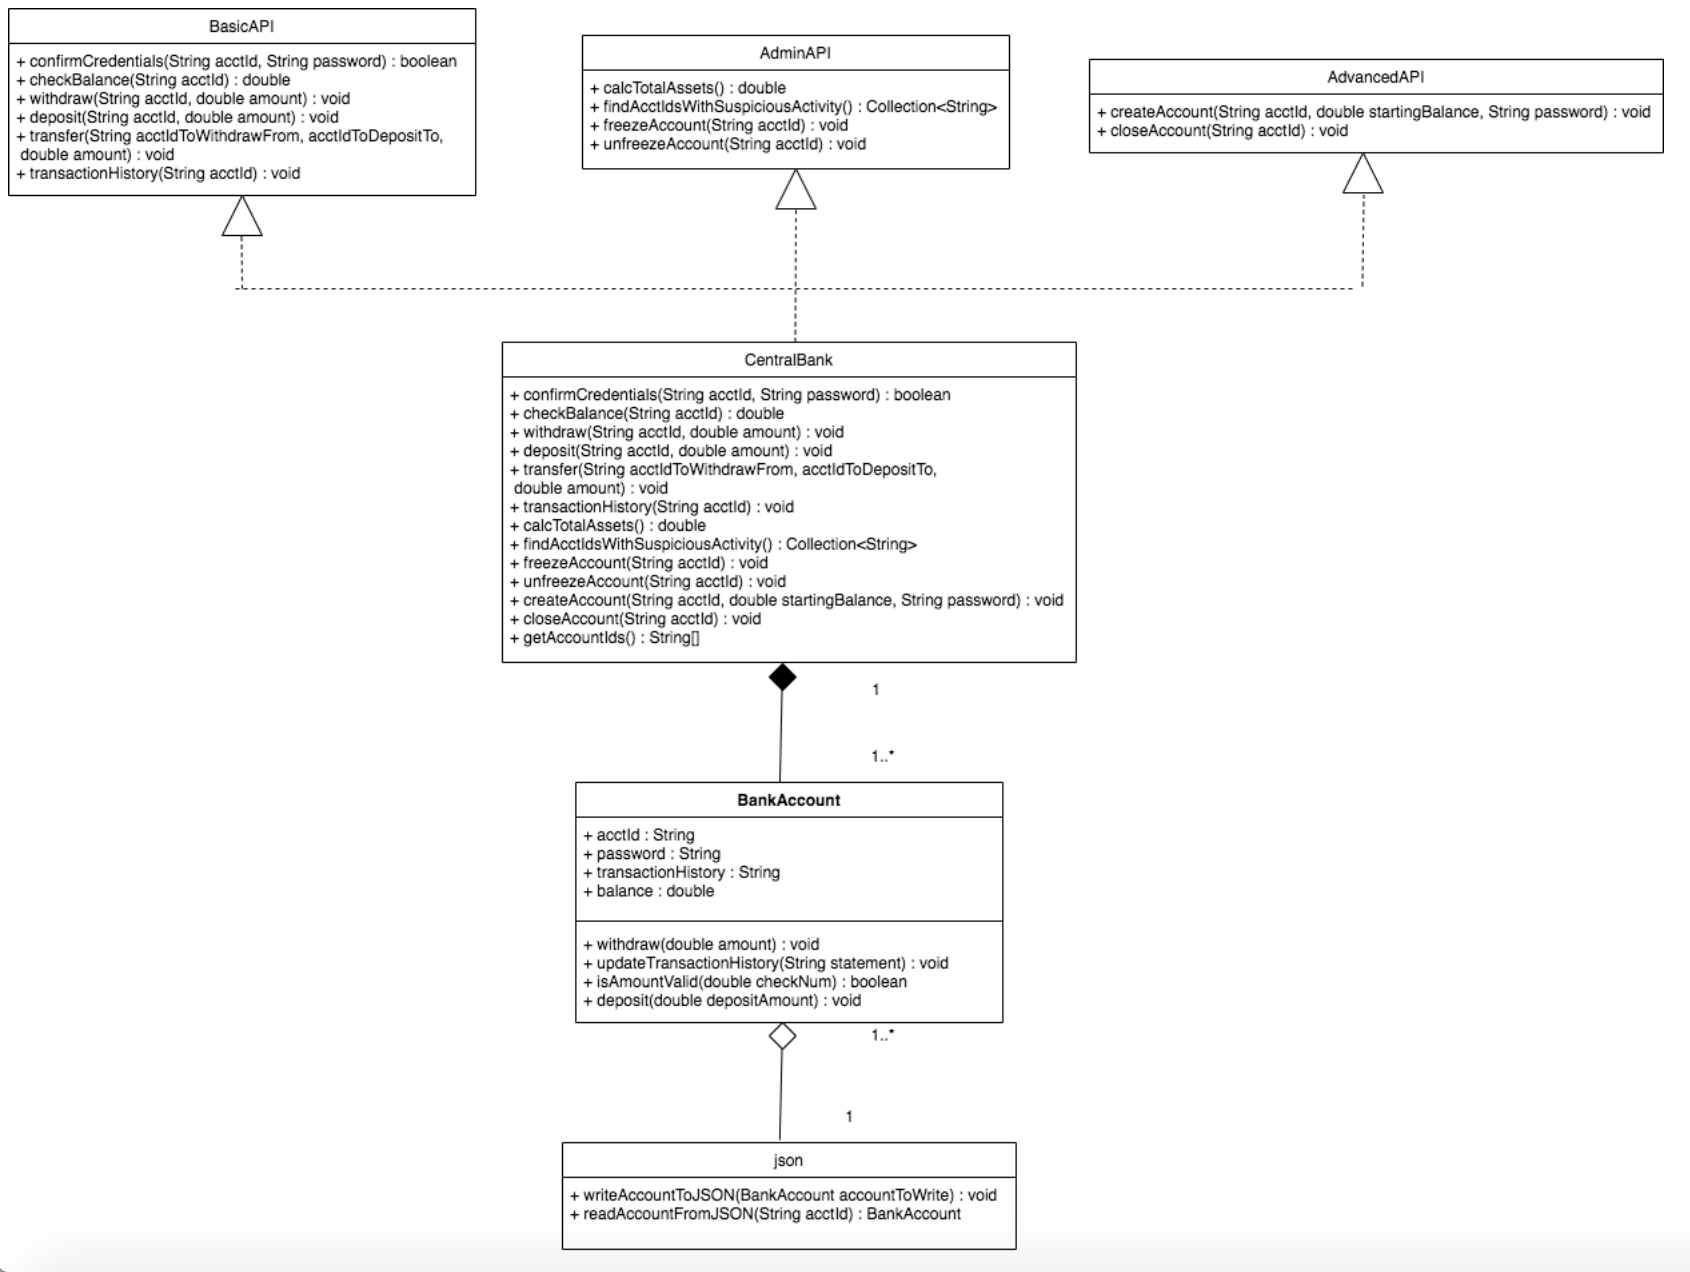 BasicAPI
+ confirmCredentials(String acctId, String password) : boolean
+ checkBalance(String acctId) : double
+ withdraw(String acctId, double amount) : void
+ deposit(String acctId, double amount) : void
+ transfer(String acctIdToWithdrawFrom, acctIdToDepositTo,
double amount) : void
+ transactionHistory(String acctId) : void
AdminAPI
+ calcTotalAssets() : double
+ findAcctIdsWithSuspiciousActivity() : Collection<String>
+ freezeAccount(String acctId) : void
+ unfreezeAccount(String acctId) : void
AdvancedAPI
+ createAccount(String acctId, double startingBalance, String password) : void
+ closeAccount(String acctId) : void
CentralBank
+ confirmCredentials(String acctId, String password) : boolean
+ checkBalance(String acctId) : double
+ withdraw(String acctId, double amount) : void
+ deposit(String acctId, double amount) : void
+ transfer(String acctIdToWithdrawFrom, acctIdToDepositTo,
double amount) : void
+ transactionHistory(String acctId) : void
+ calcTotalAssets() : double
+ findAcctIdsWithSuspiciousActivity() : Collection<String>
+ freezeAccount(String acctId) : void
+ unfreezeAccount(String acctId) : void
+ createAccount(String acctId, double startingBalance, String password) : void
+ closeAccount(String acctId) : void
+ getAccountIds() : String[]
1
1..*
BankAccount
+ acctId : String
+ password : String
+ transactionHistory : String
+ balance : double
+ withdraw(double amount) : void
+ updateTransactionHistory(String statement) : void
+ isAmountValid(double checkNum) : boolean
+ deposit(double depositAmount) : void
1..*
1
json
+ writeAccountToJSON(BankAccount accountToWrite) : void
+ readAccountFromJSON(String acctId) : BankAccount